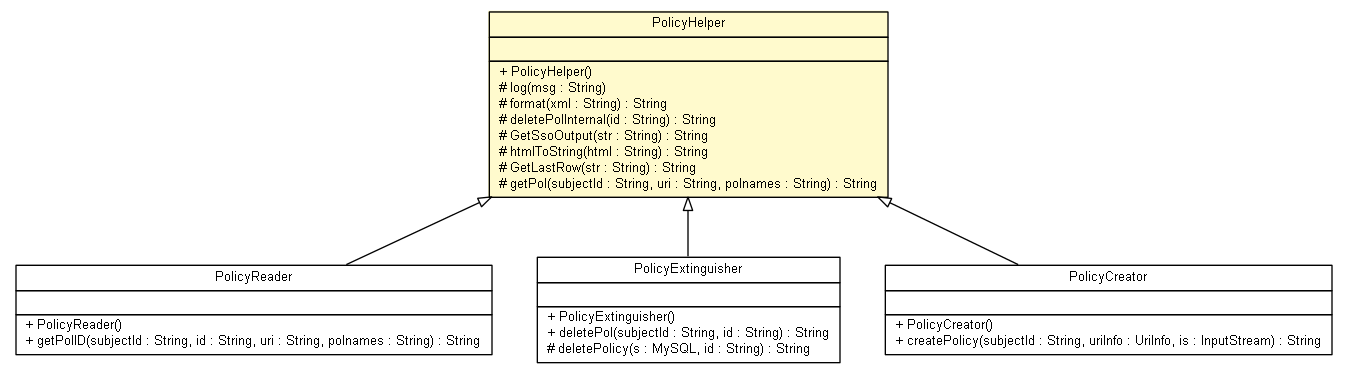 PolicyHelper
+ PolicyHelper()
# log(msg : String)
# format(xml : String) : String
# deletePolInternal(id : String) : String
# GetSsoOutput(str : String) : String
# htmlToString(html : String) : String
# GetLastRow(str : String) : String
# getPol(subjectId : String, uri : String, polnames : String) : String
PolicyReader
+ PolicyReader()
+ getPolID(subjectId : String, id : String, uri : String, polnames : String) : String
PolicyExtinguisher
+ PolicyExtinguisher()
+ deletePol(subjectId : String, id : String) : String
# deletePolicy(s : MySQL, id : String) : String
PolicyCreator
+ PolicyCreator()
+ createPolicy(subjectId : String, uriInfo : UriInfo, is : InputStream) : String